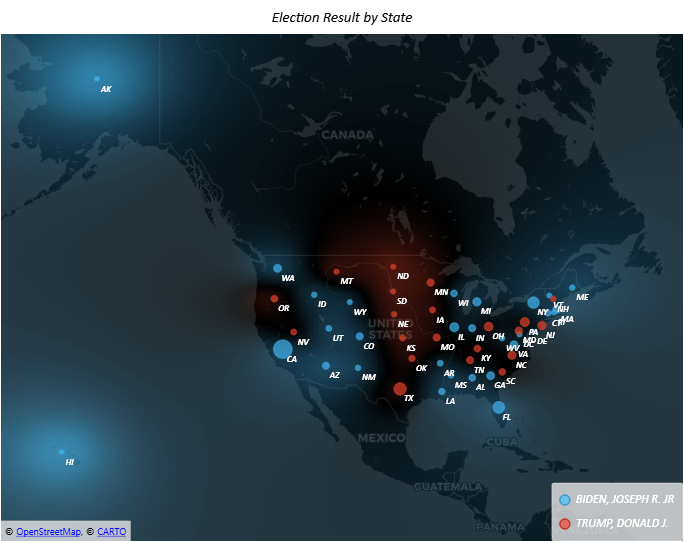 Election Result by State
AK
CANADA
WA
MT
ND
ID
MN
ME
OR
WY
SD
WI
MI
NY
VT
NH
MA
CT
UNITED
STATES
NE
IA
NV
UT
CO
IL
IN
OH
PA
NJ
MD
DE
DC
WV
VA
CA
KS
MO
KY
NC
AZ
NM
OK
AR
TN
SC
MS
AL
GA
TX
LA
FL
MEXICO
CUBA
HI
GUATEMALA
PANAMA
BIDEN, JOSEPH R. JR
TRUMP, DONALD J.
© OpenStreetMap, © CARTO